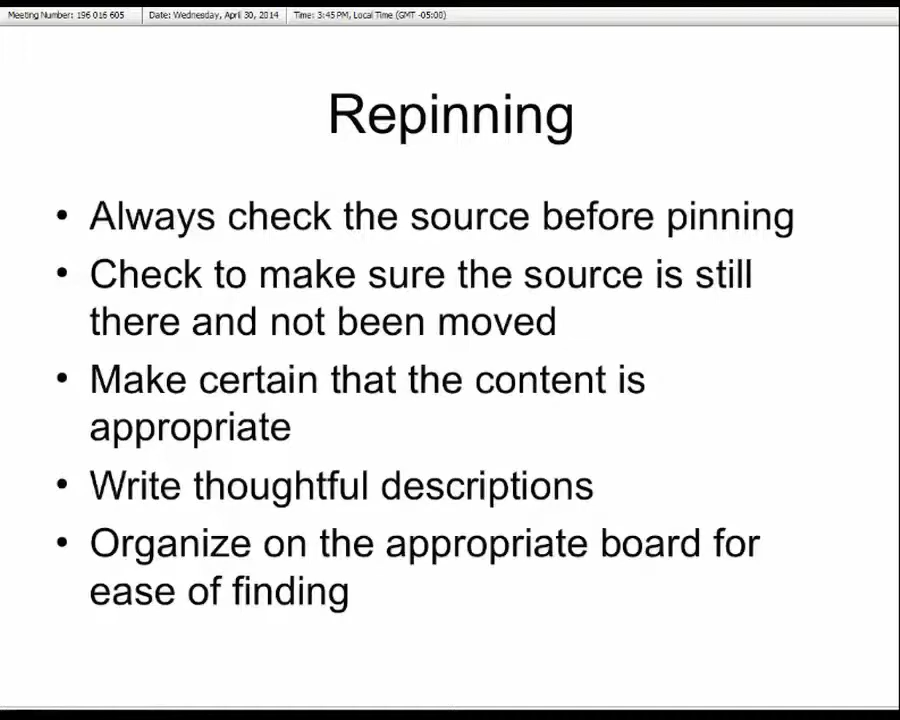 Meeting Number: 196 016 605 Date: Wednesday, April 30, 2014 Time: 3:45 PM, Local Time (GMT -05:00)
Repinning
• Always check the source before pinning
• Check to make sure the source is still
there and not been moved
• Make certain that the content is
appropriate
• Write thoughtful descriptions
• Organize on the appropriate board for
ease of finding